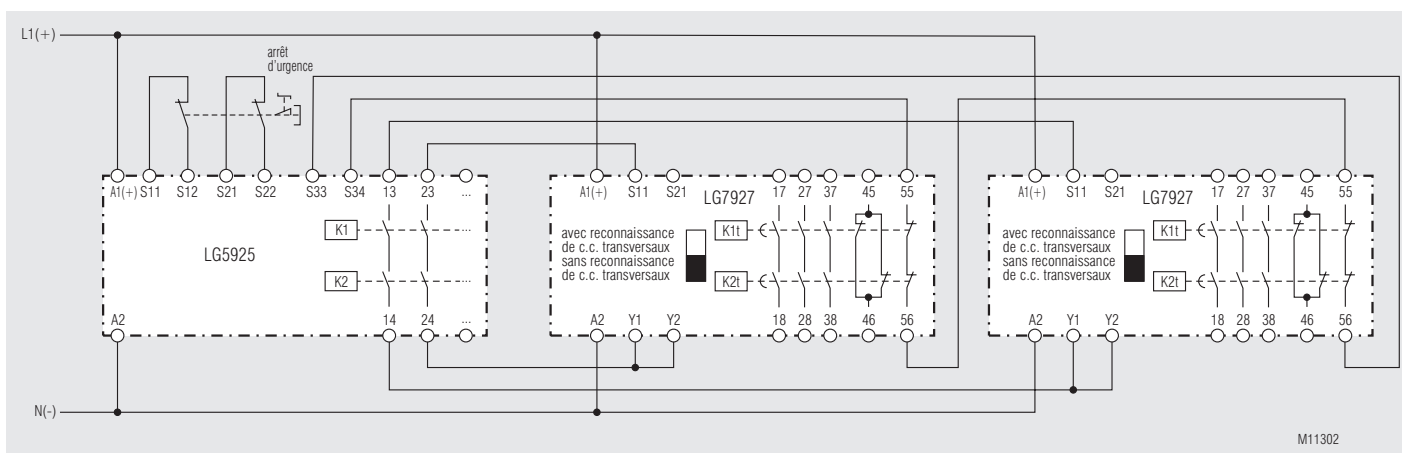 L1(+)
arrêt
d'urgence
A1(+) S11 S12 S21 S22 S33 S34 13 23 ...
K1
...
LG5925
K2
...
A2 14 24 ...
A1(+) S11 S21 17 27 37 45 55
LG7927
avec reconnaissance
de c.c. transversaux
sans reconnaissance
de c.c. transversaux
K1t
K2t
A2 Y1 Y2 18 28 38 46 56
A1(+) S11 S21 17 27 37 45 55
LG7927
avec reconnaissance
de c.c. transversaux
sans reconnaissance
de c.c. transversaux
K1t
K2t
A2 Y1 Y2 18 28 38 46 56
N(-)
M11302